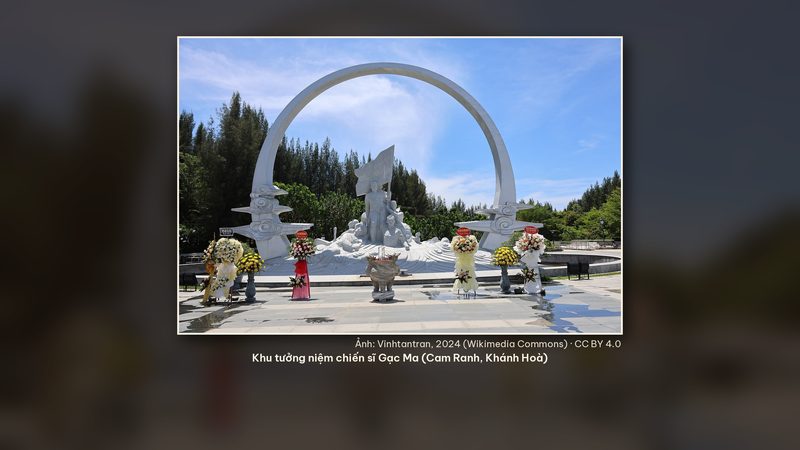 Ảnh: Vinhtantran, 2024 (Wikimedia Commons) · CC BY 4.0
Khu tưởng niệm chiến sĩ Gạc Ma (Cam Ranh, Khánh Hoà)